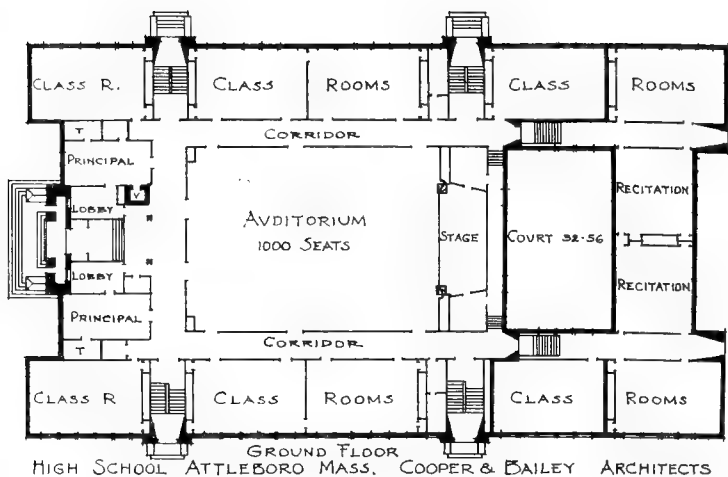 CLASS R. CLASS ROOMS CLASS ROOMS
CORRIDOR
T
PRINCIPAL
V
LOBBY
AVDITORIUM
1000 SEATS
STAGE
COURT 32-56
RECITATION
LOBBY
RECITATION
PRINCIPAL
T
CORRIDOR
CLASS R CLASS ROOMS CLASS ROOMS
GROUND FLOOR
HIGH SCHOOL ATTLEBORO MASS. COOPER & BAILEY ARCHITECTS